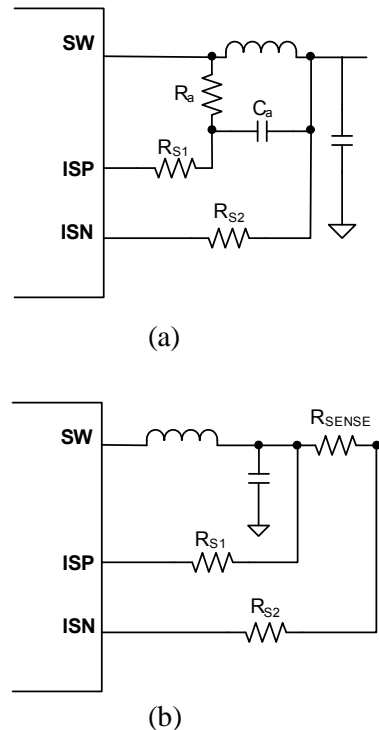 SW
Ra
Ca
RS1
ISP
RS2
ISN
(a)
RSENSE
SW
RS1
ISP
RS2
ISN
(b)